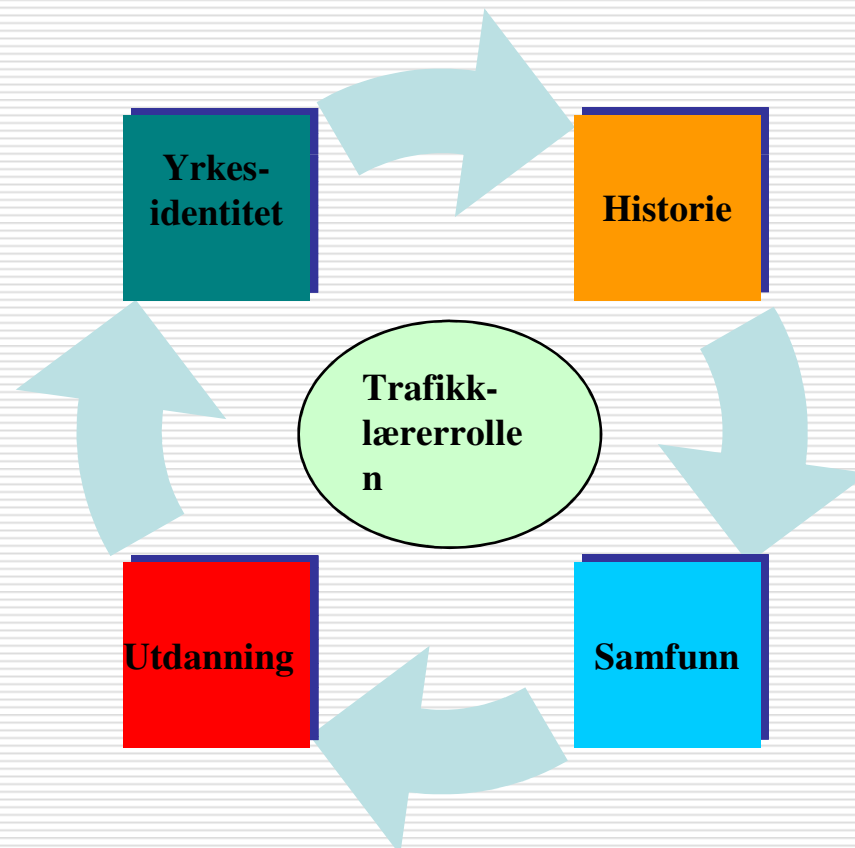 Yrkes-
identitet
Historie
Trafikk-
lærerrolle
n
Utdanning
Samfunn